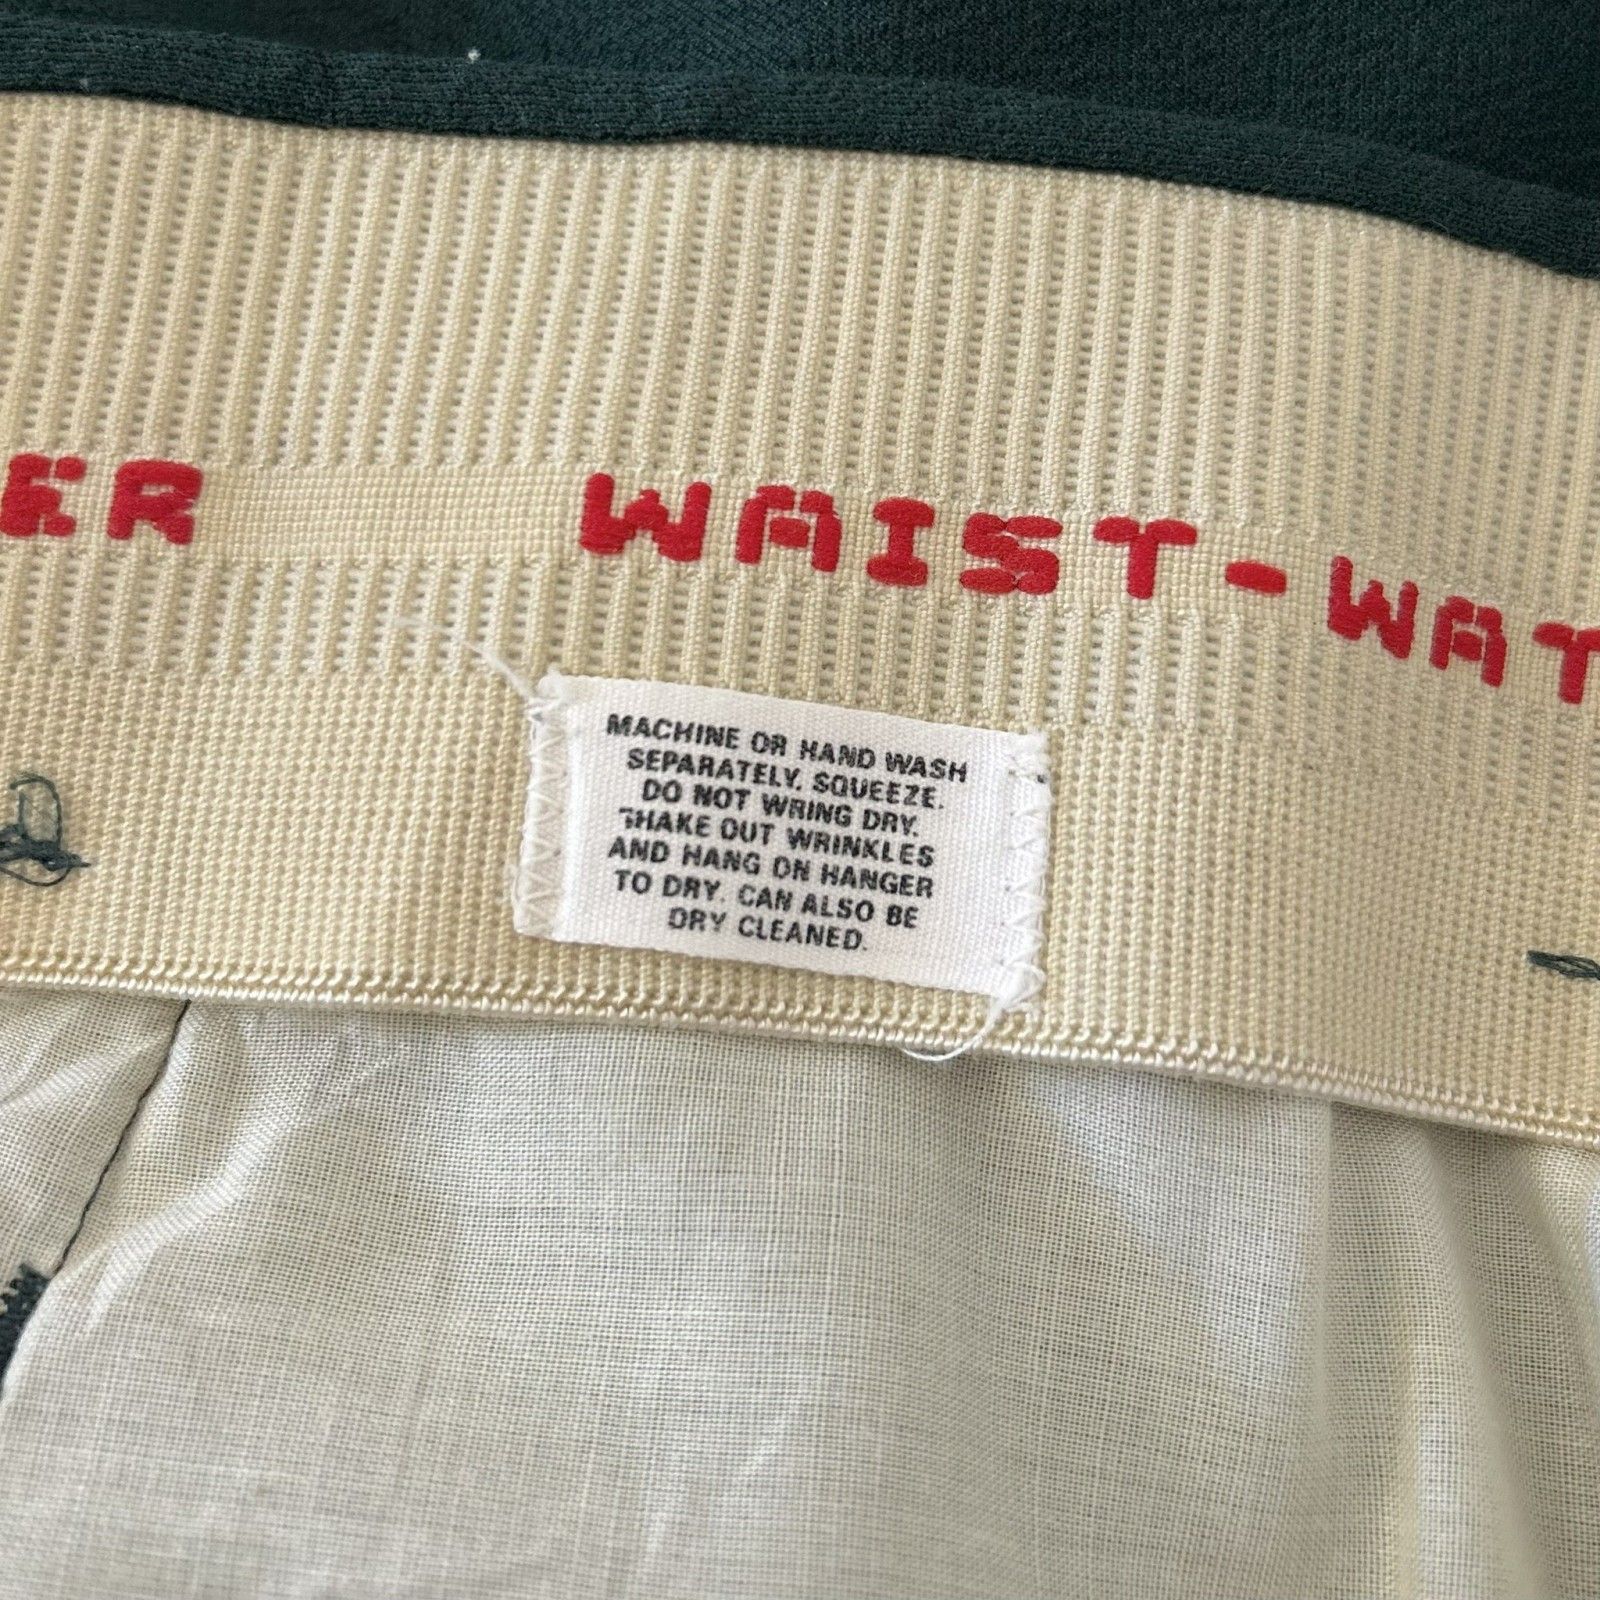 ER WAIST-WAT
MACHINE OR HAND WASH
SEPARATELY. SQUEEZE.
DO NOT WRING DRY.
SHAKE OUT WRINKLES
AND HANG ON HANGER
TO DRY. CAN ALSO BE
DRY CLEANED.